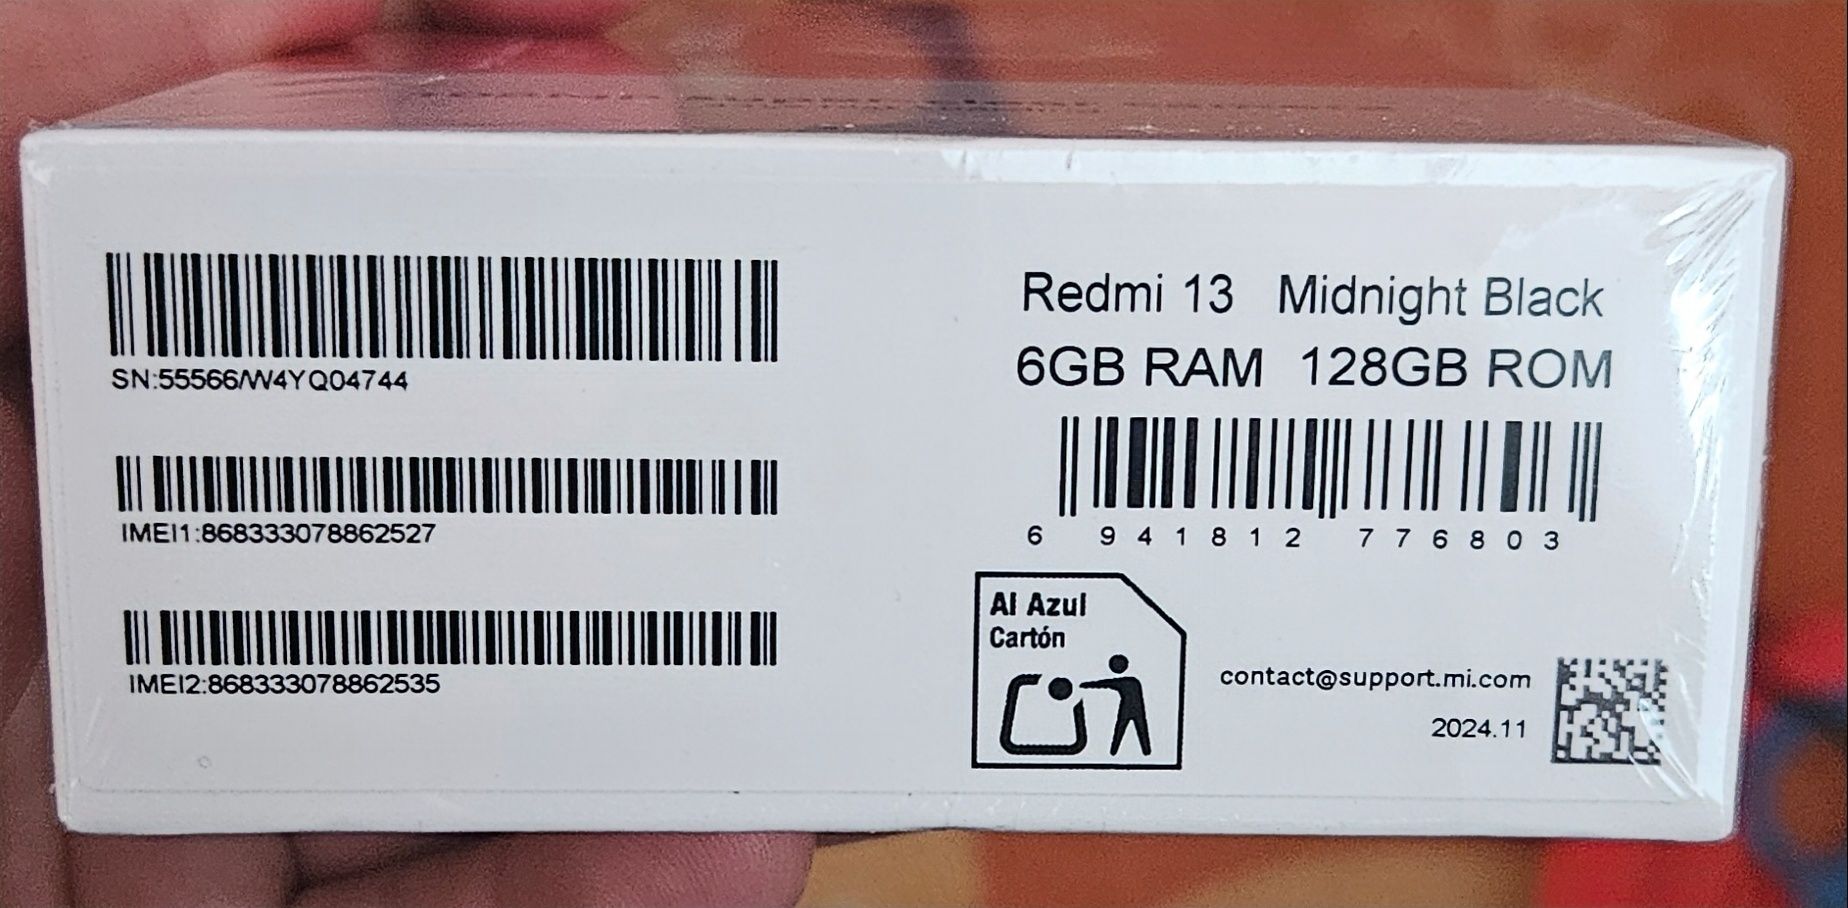 SN:55566/W4YQ04744
IMEI1:868333078862527
IMEI2:868333078862535
Redmi 13 Midnight Black
6GB RAM 128GB ROM
6 941812 776803
Al Azul
Cartón
contact@support.mi.com
2024.11